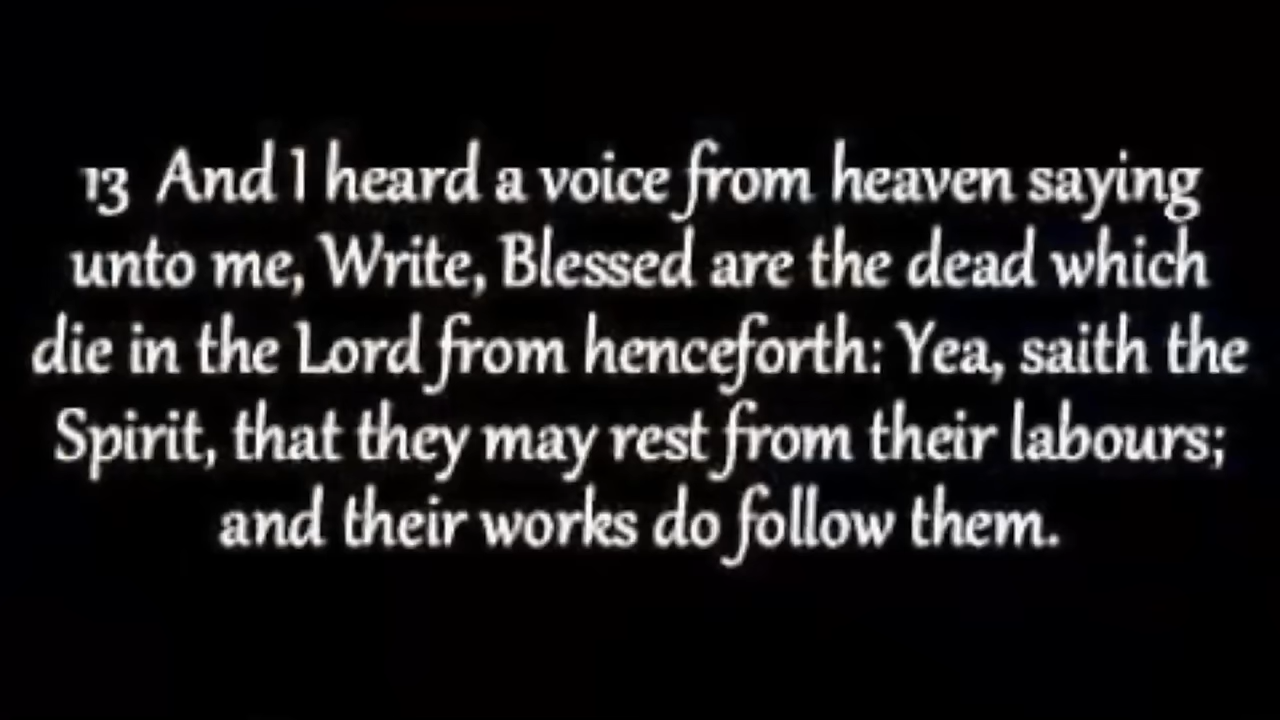 13 And I heard a voice from heaven saying
unto me, Write, Blessed are the dead which
die in the Lord from henceforth: Yea, saith the
Spirit, that they may rest from their labours;
and their works do follow them.